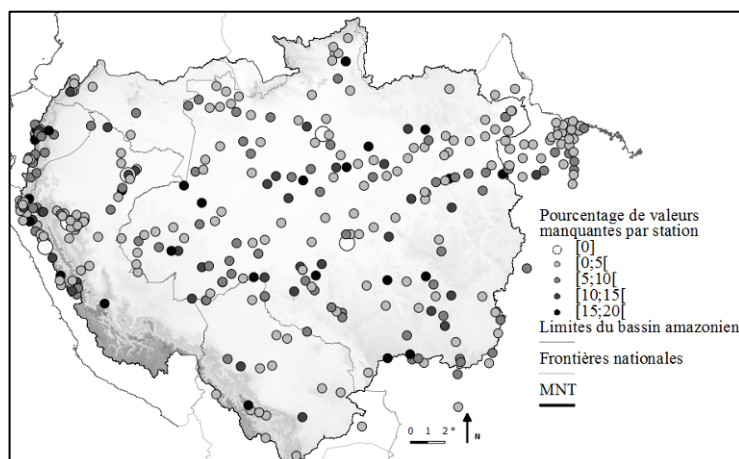 Pourcentage de valeurs
manquantes par station
[0]
[0;5[
[5;10[
[10;15[
[15;20[
Limites du bassin amazonien
Frontières nationales
MNT
0 1 2°
N